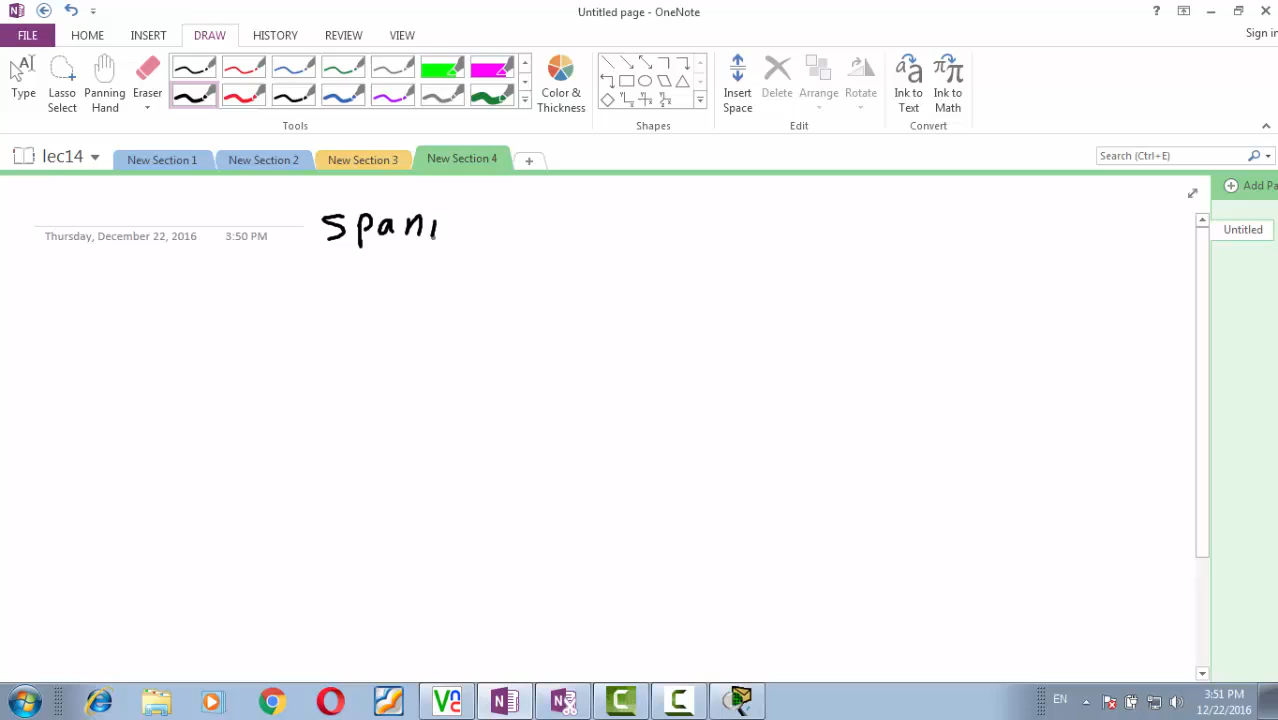 Untitled page - OneNote
? 
FILE HOME INSERT DRAW HISTORY REVIEW VIEW Sign in
Type Lasso Select Panning Hand Eraser Color & Thickness Insert Space Delete Arrange Rotate Ink to Text Ink to Math
Tools Shapes Edit Convert
lec14 New Section 1 New Section 2 New Section 3 New Section 4 Search (Ctrl+E)
Add Pa
Untitled
Thursday, December 22, 2016 3:50 PM
EN 3:51 PM
12/22/2016